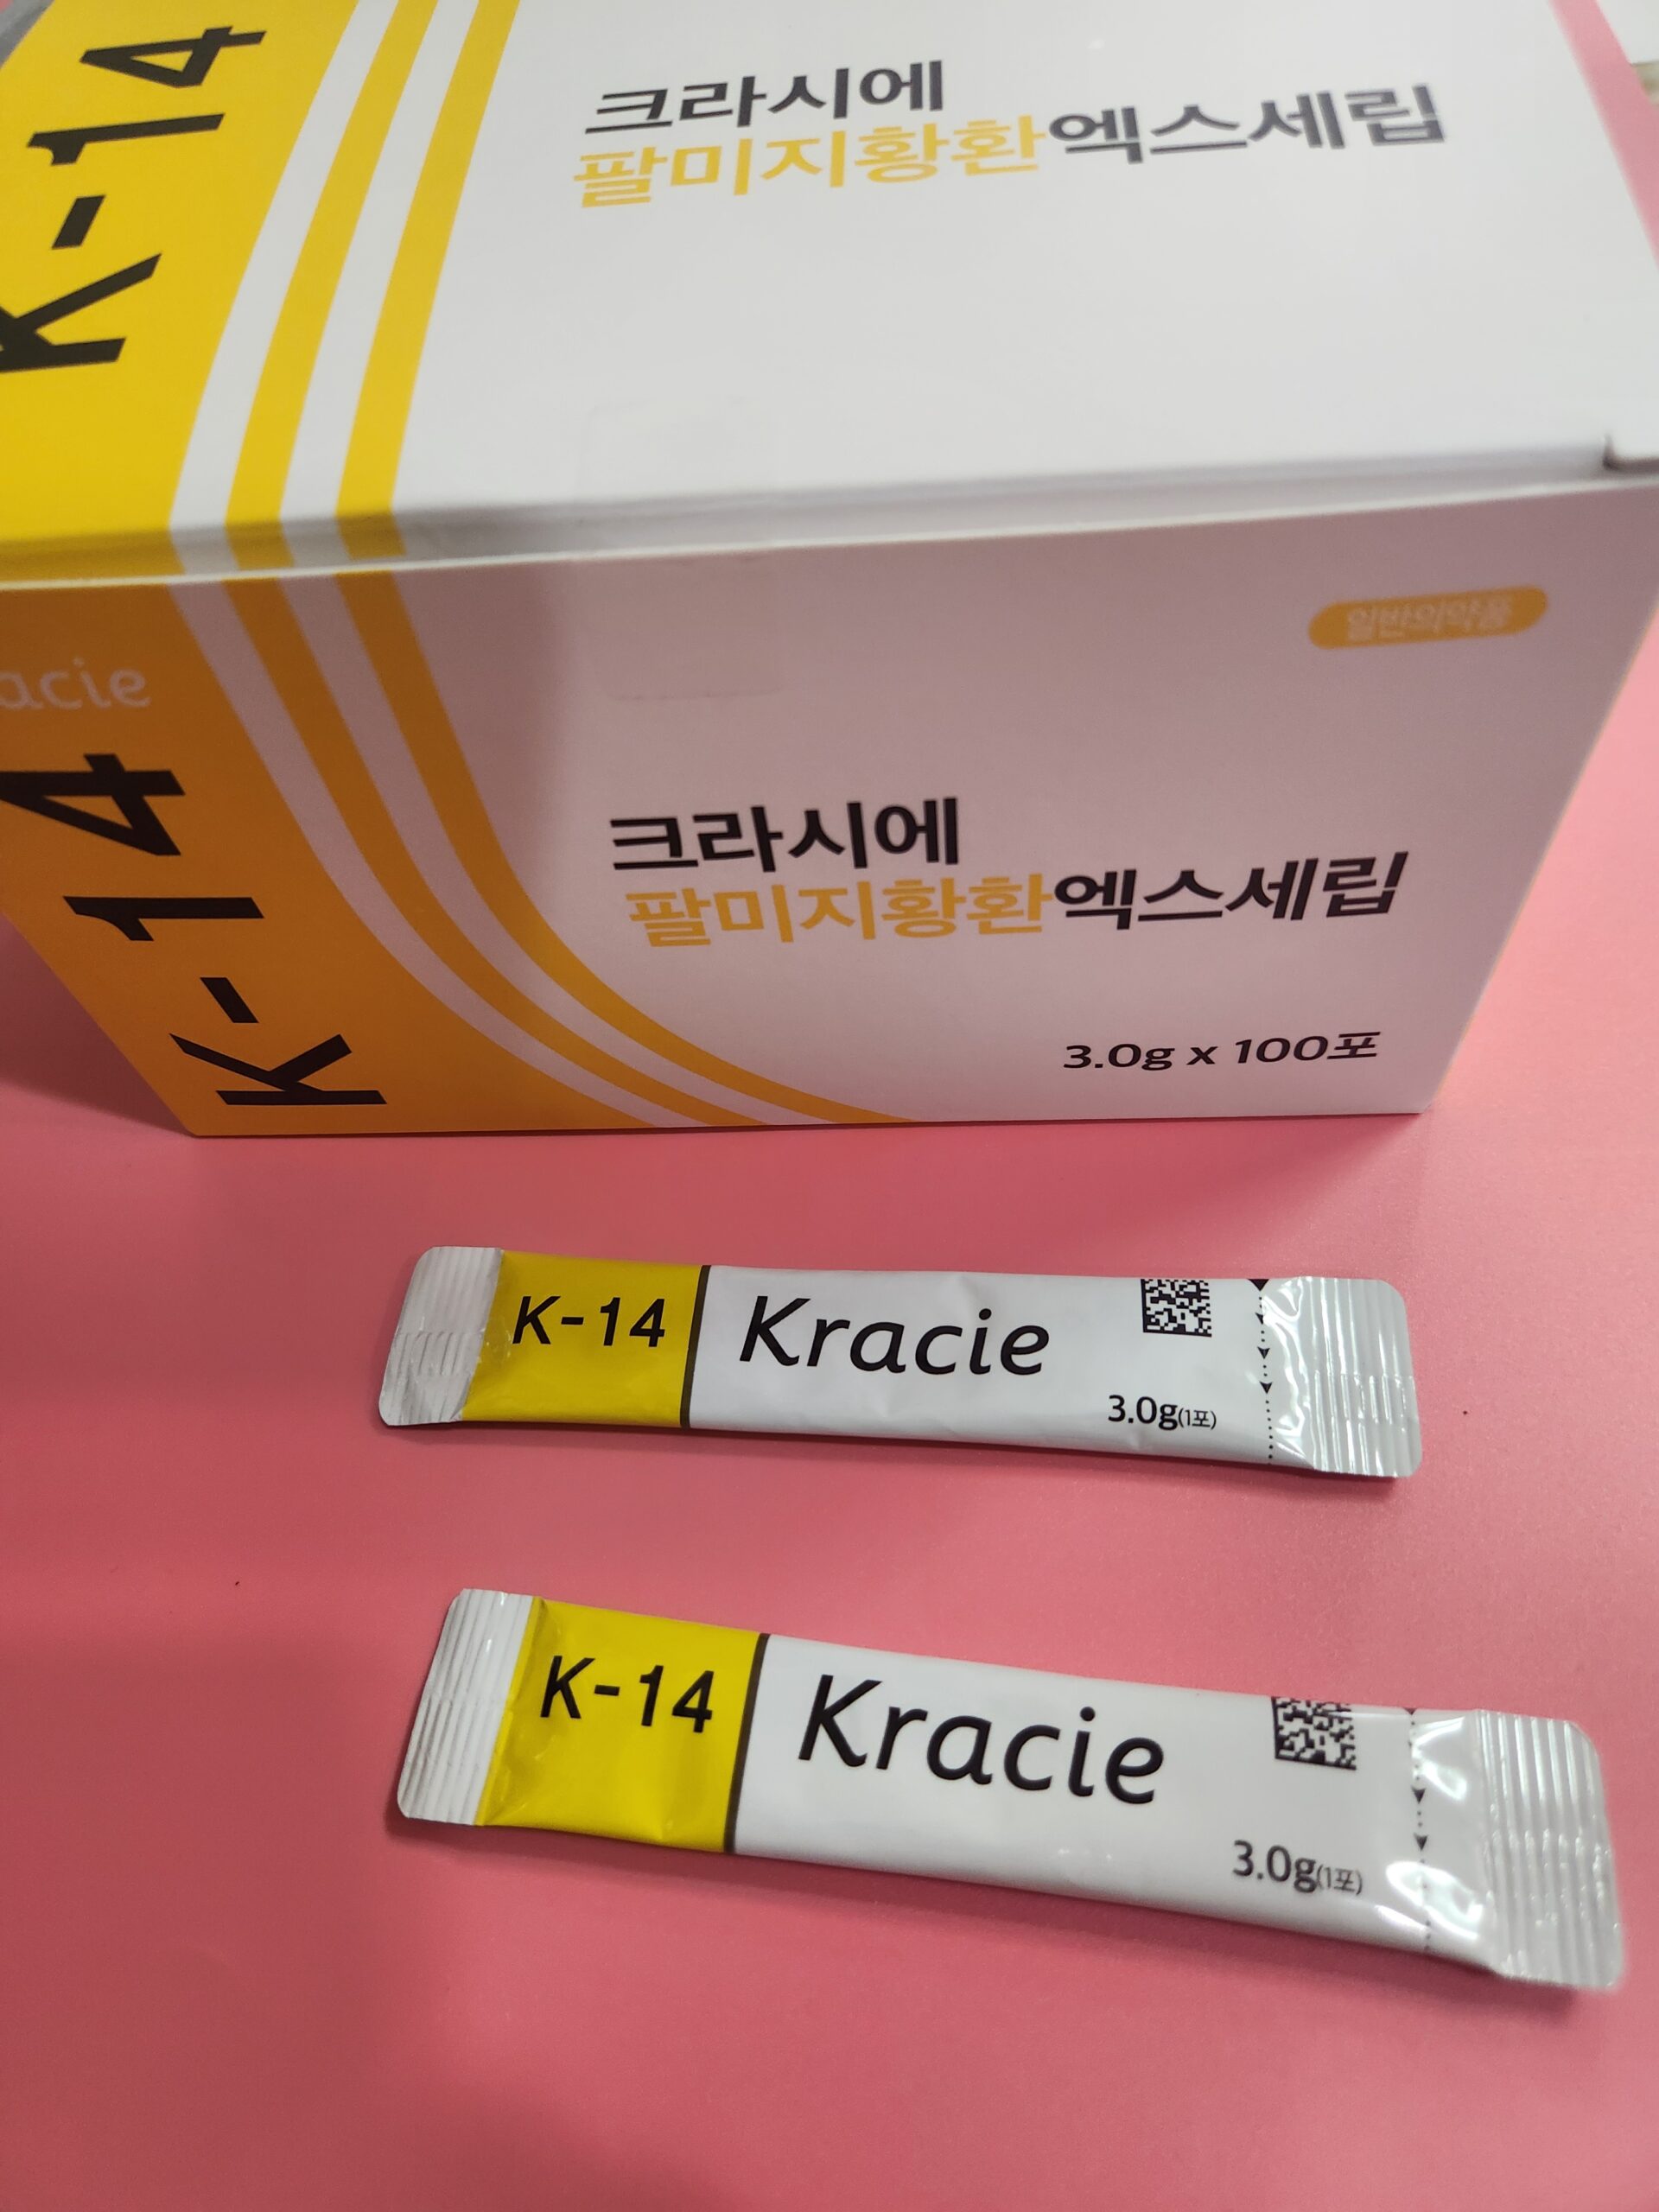 K-14
크라시에
팔미지황환엑스세립
acie
K-14
일반의약품
크라시에
팔미지황환엑스세립
3.0g x 100포
K-14
Kracie
3.0g(1포)
K-14
Kracie
3.0g(1포)